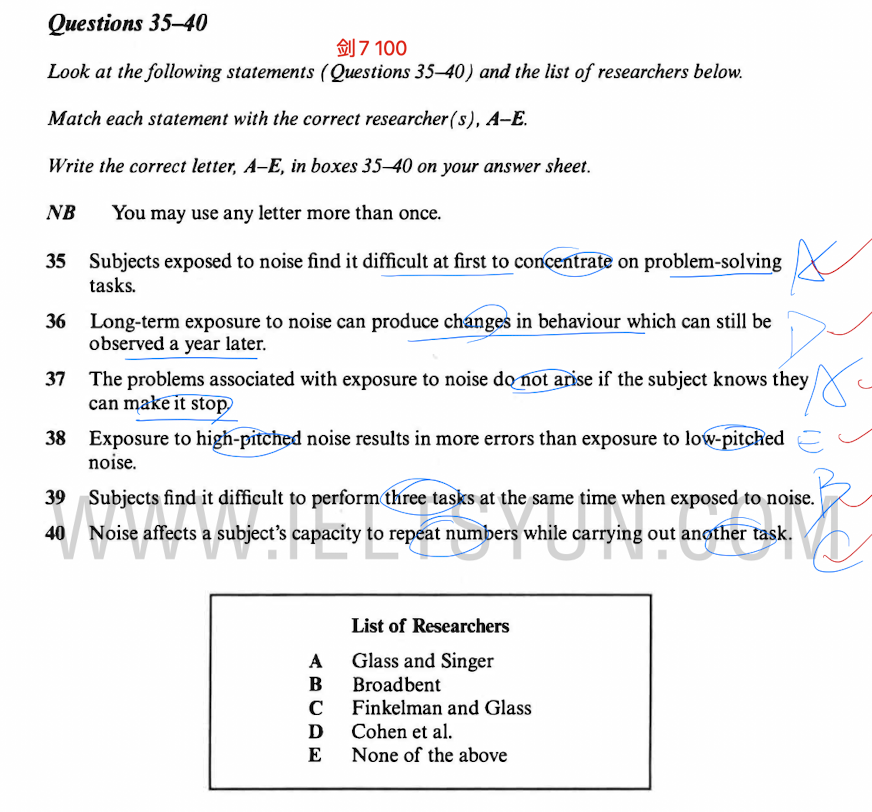 Questions 35–40
剑7 100
Look at the following statements (Questions 35–40) and the list of researchers below.
Match each statement with the correct researcher(s), A–E.
Write the correct letter, A–E, in boxes 35–40 on your answer sheet.
NB You may use any letter more than once.
35 Subjects exposed to noise find it difficult at first to concentrate on problem-solving A
tasks.
36 Long-term exposure to noise can produce changes in behaviour which can still be D
observed a year later.
37 The problems associated with exposure to noise do not arise if the subject knows they A
can make it stop.
38 Exposure to high-pitched noise results in more errors than exposure to low-pitched E
noise.
39 Subjects find it difficult to perform three tasks at the same time when exposed to noise. B
WWW.IELTSYUN.COM
40 Noise affects a subject's capacity to repeat numbers while carrying out another task. C
List of Researchers
A Glass and Singer
B Broadbent
C Finkelman and Glass
D Cohen et al.
E None of the above